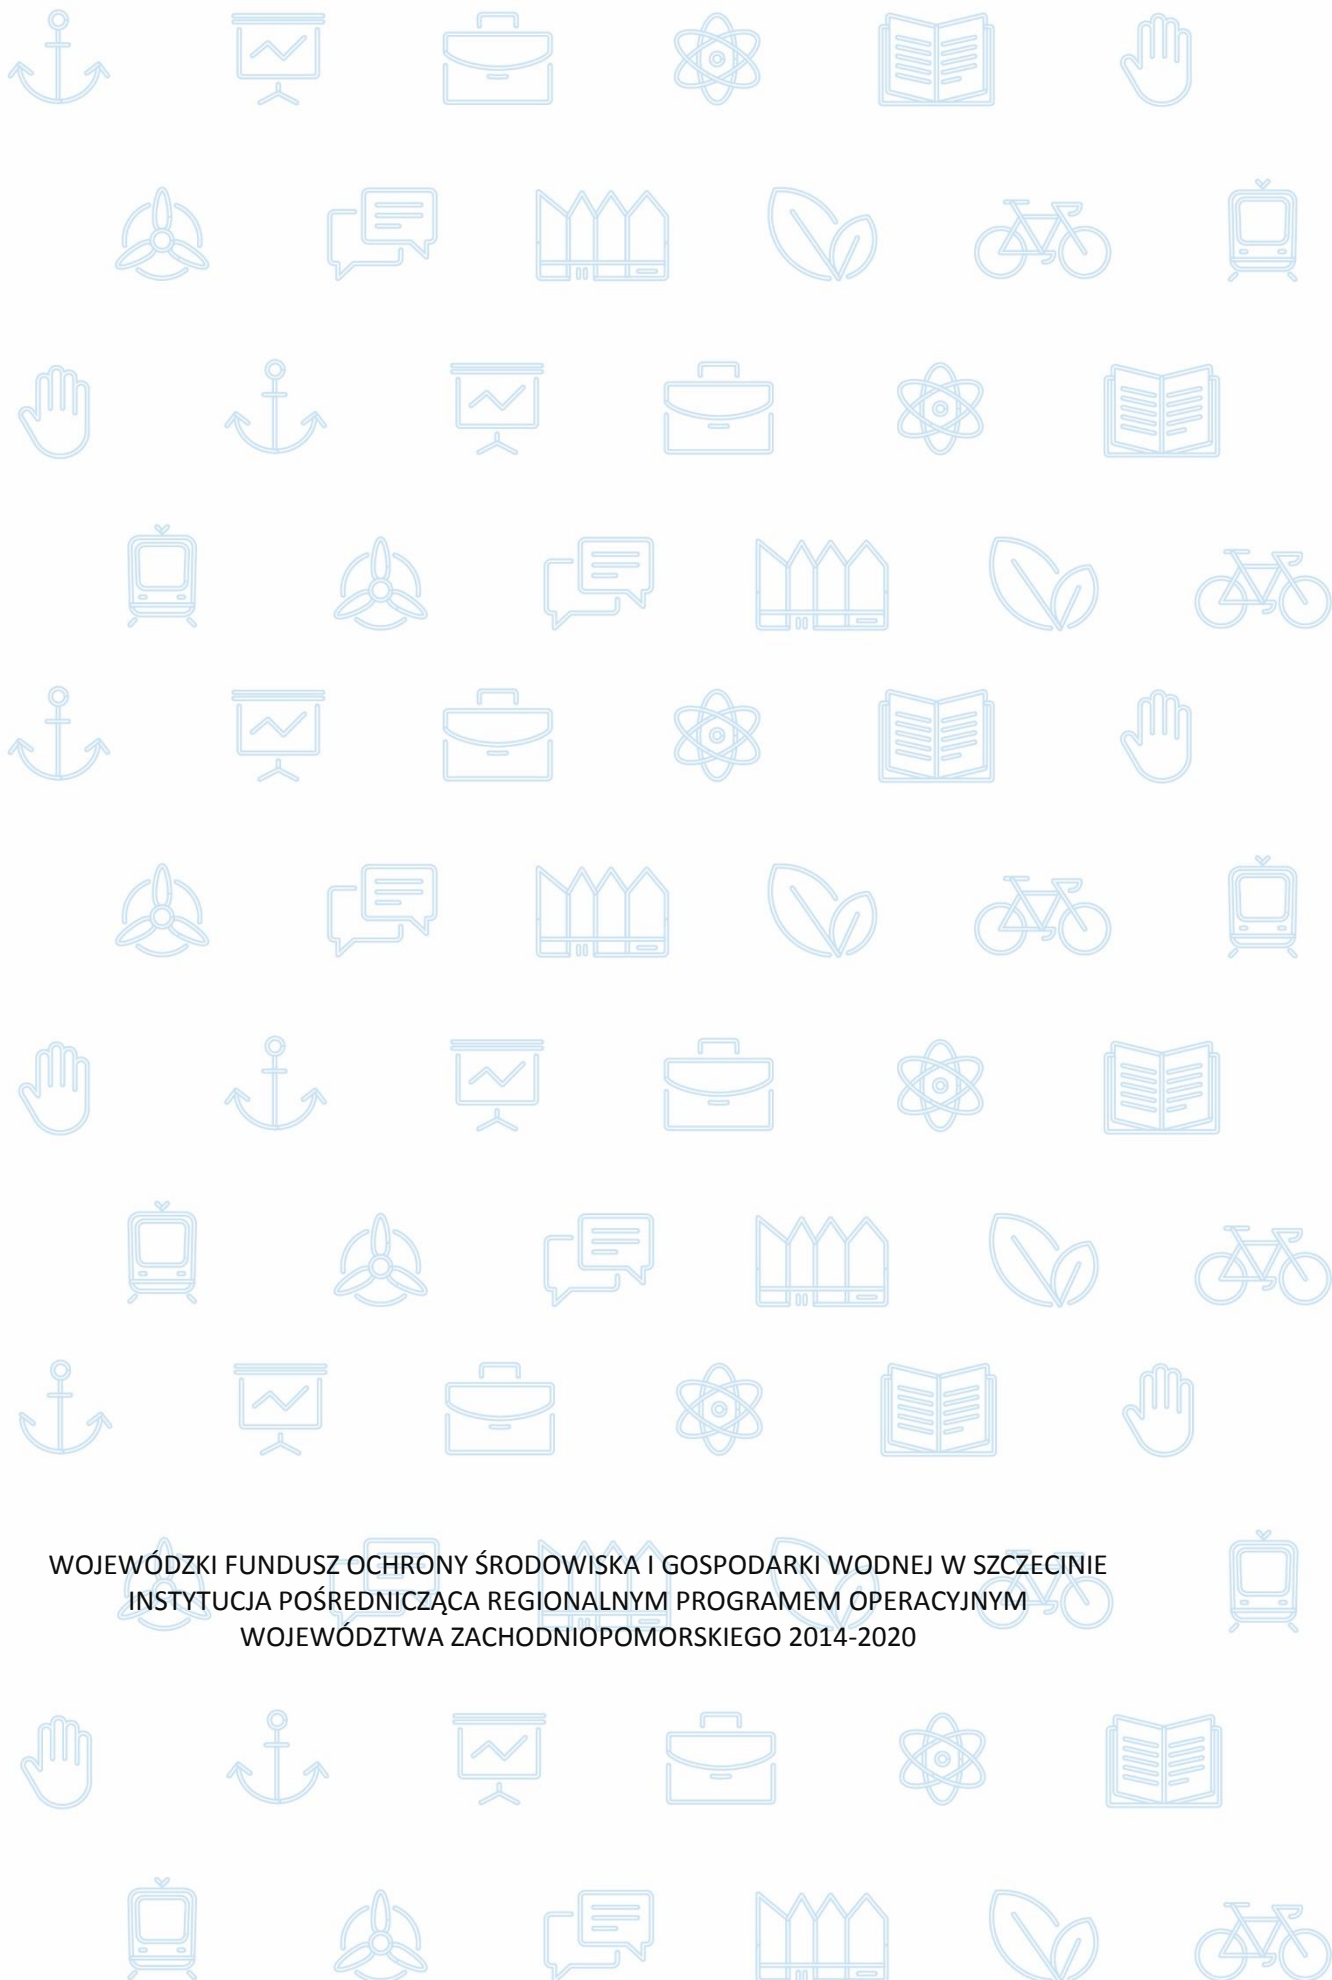 WOJEWÓDZKI FUNDUSZ OCHRONY ŚRODOWISKA I GOSPODARKI WODNEJ W SZCZECINIE
INSTYTUCJA POŚREDNICZĄCA REGIONALNYM PROGRAMEM OPERACYJNYM
WOJEWÓDZTWA ZACHODNIOPOMORSKIEGO 2014-2020